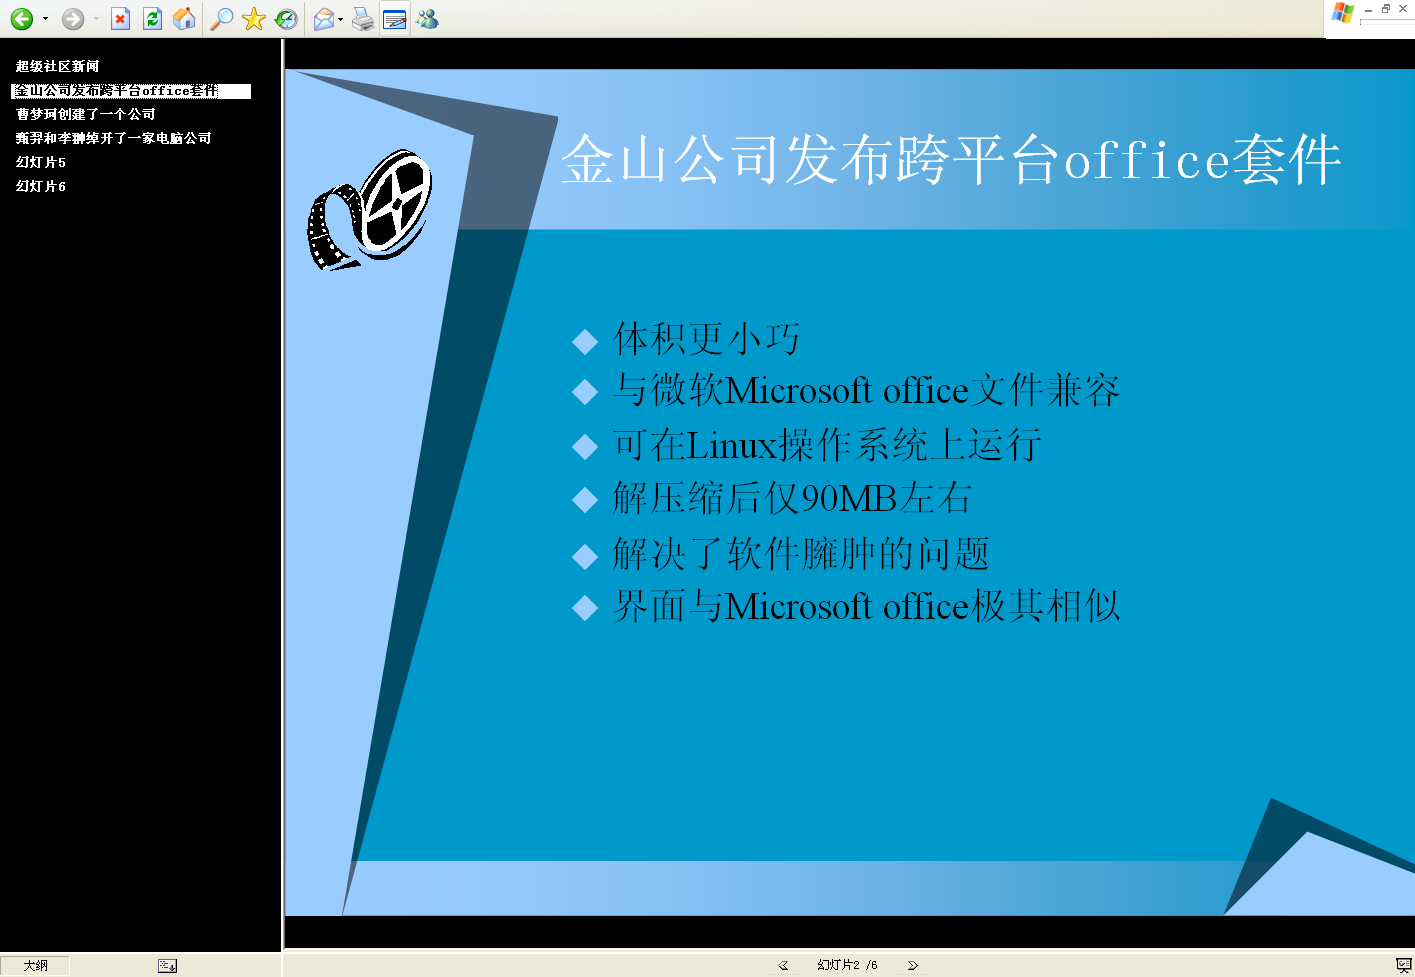 超级社区新闻
金山公司发布跨平台office套件
曹梦珂创建了一个公司
甄羿和李翀绰开了一家电脑公司
幻灯片5
幻灯片6
金山公司发布跨平台office套件
体积更小巧
与微软Microsoft office文件兼容
可在Linux操作系统上运行
解压缩后仅90MB左右
解决了软件臃肿的问题
界面与Microsoft office极其相似
大纲
幻灯片2 /6